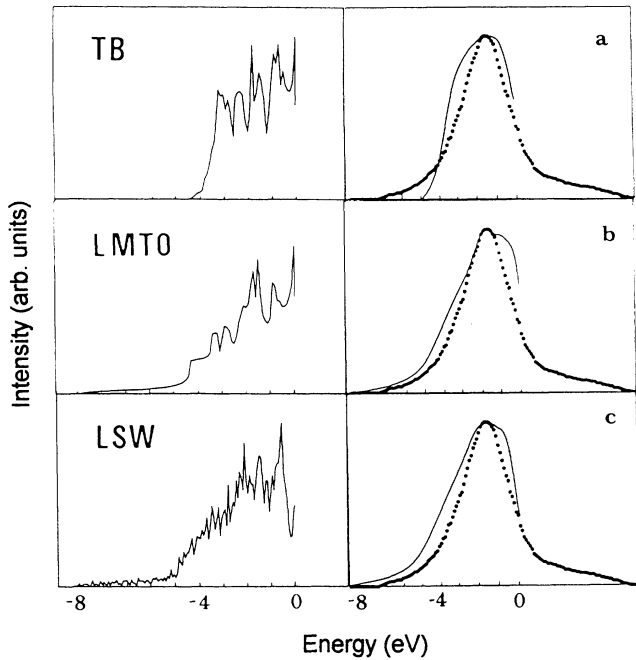 TB
a
LMTO
b
LSW
c
Intensity (arb. units)
-8 -4 0 -8 -4 0
Energy (eV)